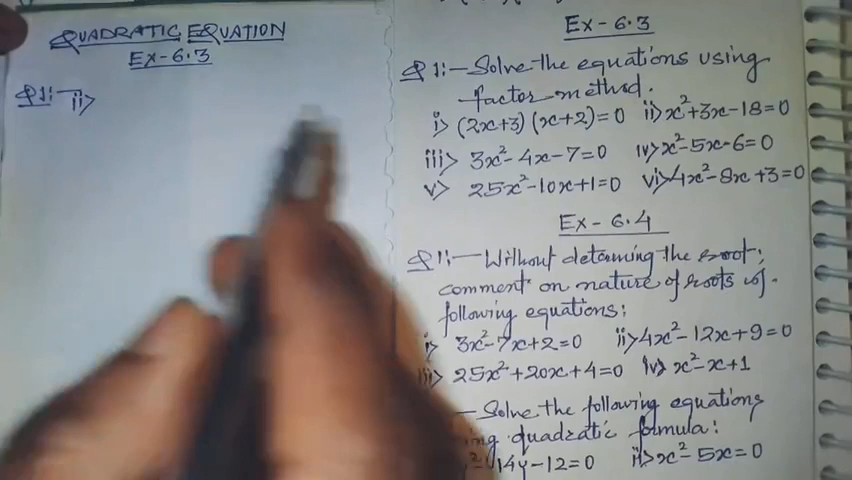 QUADRATIC EQUATION
Ex-6.3
Q1:- ii>
Ex-6.3
Q1:- Solve the equations using
factor method.
i> (2x+3)(x+2)=0 ii> x²+3x-18=0
iii> 3x²-4x-7=0 iv> x²-5x-6=0
v> 25x²-10x+1=0 vi> 4x²-8x+3=0
Ex-6.4
Q1:- Without detarming the root,
comment on nature of roots of
following equations:
i> 3x²-7x+2=0 ii> 4x²-12x+9=0
iii> 25x²+20x+4=0 iv> x²-x+1
- Solve the following equations
quadratic formula:
14y-12=0 ii> x²-5x=0